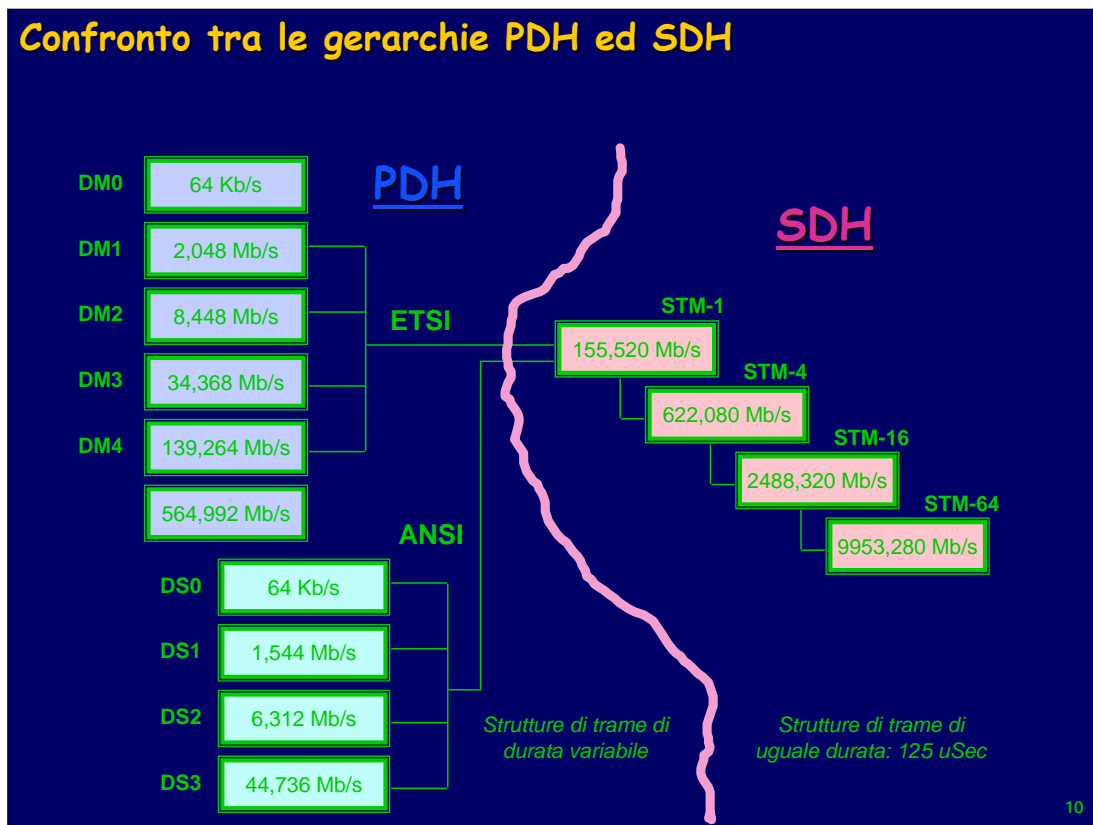 Confronto tra le gerarchie PDH ed SDH
PDH
SDH
DM0
64 Kb/s
DM1
2,048 Mb/s
DM2
8,448 Mb/s
DM3
34,368 Mb/s
DM4
139,264 Mb/s
564,992 Mb/s
ETSI
ANSI
DS0
64 Kb/s
DS1
1,544 Mb/s
DS2
6,312 Mb/s
DS3
44,736 Mb/s
STM-1
155,520 Mb/s
STM-4
622,080 Mb/s
STM-16
2488,320 Mb/s
STM-64
9953,280 Mb/s
Strutture di trame di
durata variabile
Strutture di trame di
uguale durata: 125 uSec
10